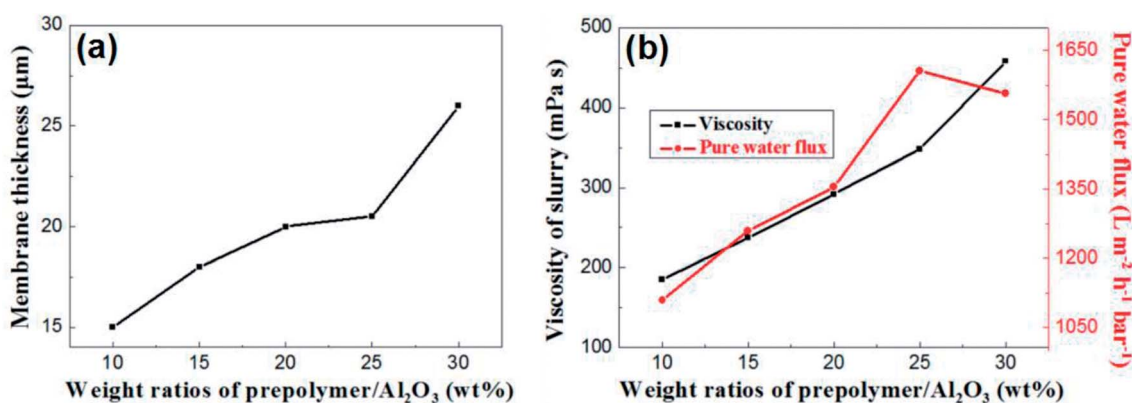 (a)
Membrane thickness (μm)
30
25
20
15
10 15 20 25 30
Weight ratios of prepolymer/Al₂O₃ (wt%)
(b)
Viscosity of slurry (mPa s)
500
400
300
200
100
Viscosity
Pure water flux
10 15 20 25 30
Weight ratios of prepolymer/Al₂O₃ (wt%)
1650
1500
1350
1200
1050
Pure water flux (L m⁻² h⁻¹ bar⁻¹)